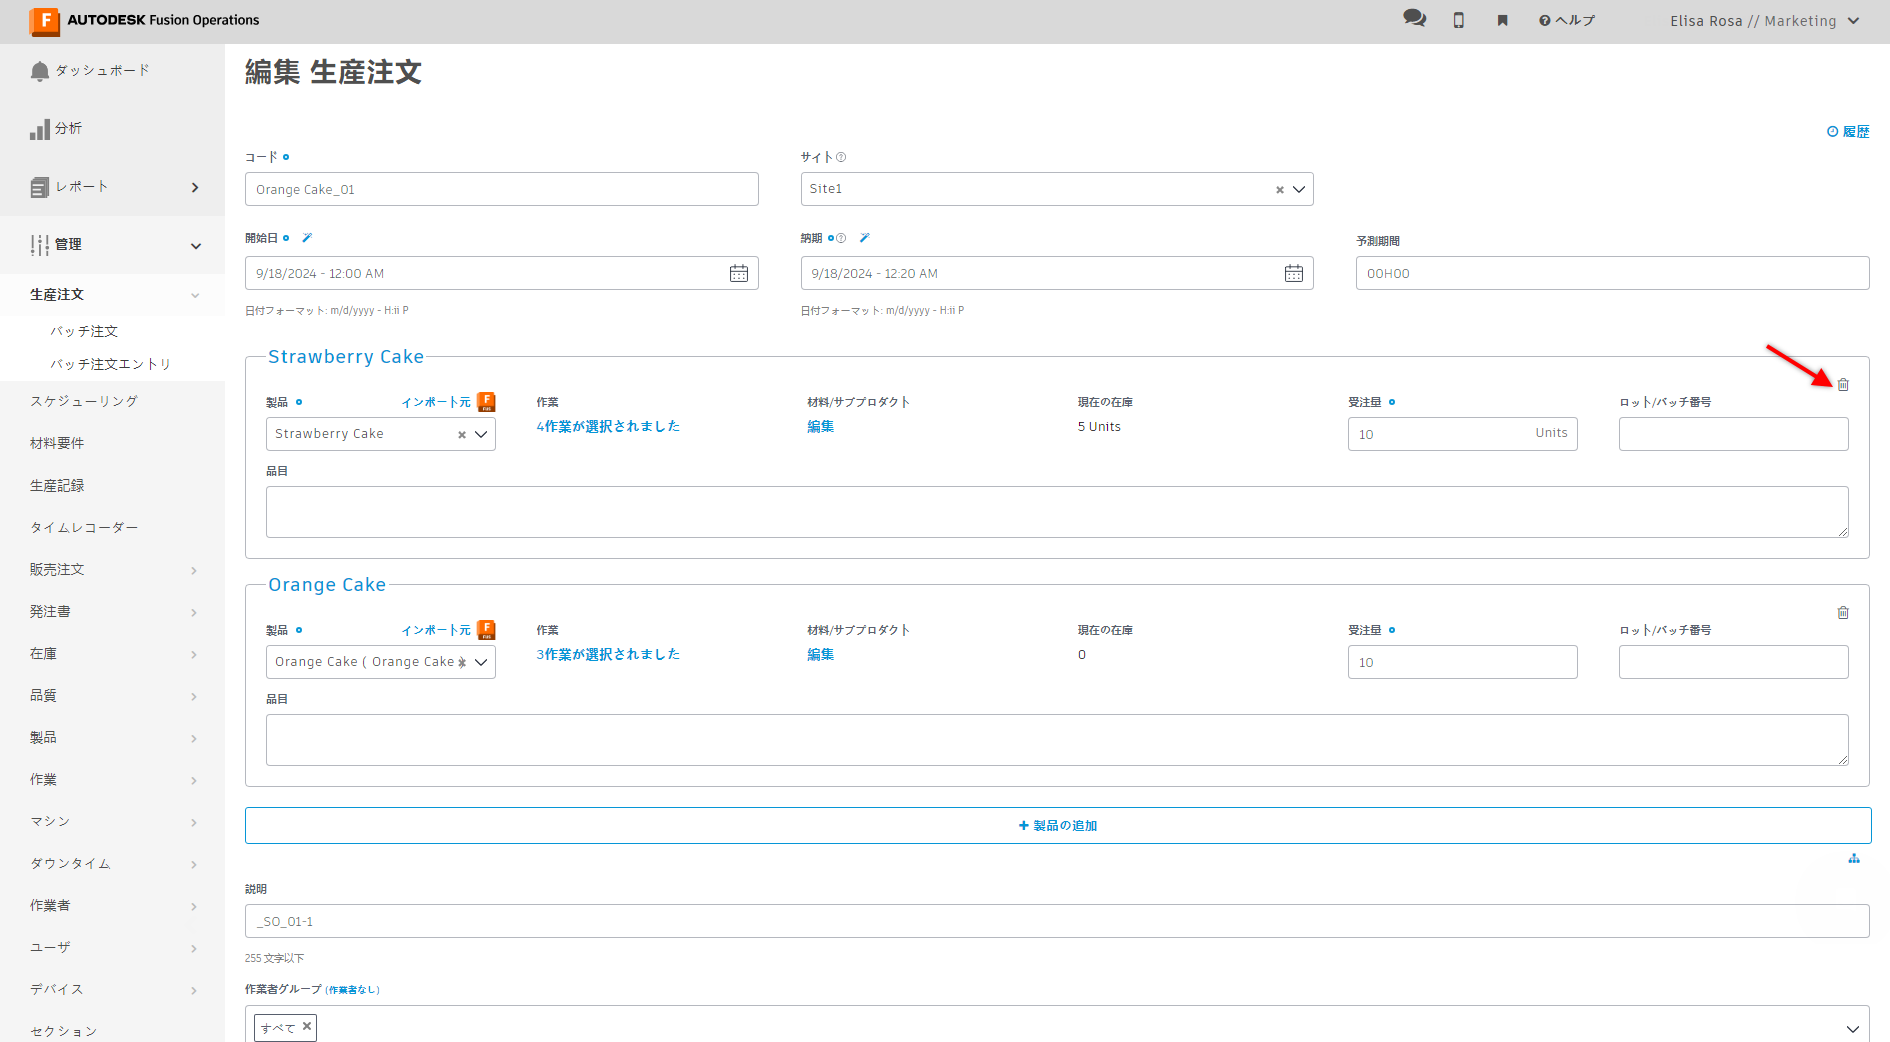 AUTODESK Fusion Operations
ヘルプ
Elisa Rosa // Marketing
ダッシュボード
分析
レポート
管理
生産注文
バッチ注文
バッチ注文エントリ
スケジューリング
材料要件
生産記録
タイムレコーダー
販売注文
発注書
在庫
品質
製品
作業
マシン
ダウンタイム
作業者
ユーザ
デバイス
セクション
編集 生産注文
履歴
コード
サイト
Orange Cake_01
Site1
開始日
納期
予測期間
9/18/2024 - 12:00 AM
9/18/2024 - 12:20 AM
00H00
日付フォーマット: m/d/yyyy - H:ii P
日付フォーマット: m/d/yyyy - H:ii P
Strawberry Cake
製品
インポート元
作業
材料/サブプロダクト
現在の在庫
受注量
ロット/バッチ番号
Strawberry Cake
4作業が選択されました
編集
5 Units
10
Units
品目
Orange Cake
製品
インポート元
作業
材料/サブプロダクト
現在の在庫
受注量
ロット/バッチ番号
Orange Cake ( Orange Cake
3作業が選択されました
編集
0
10
品目
製品の追加
説明
_SO_01-1
255 文字以下
作業者グループ (作業者なし)
すべて